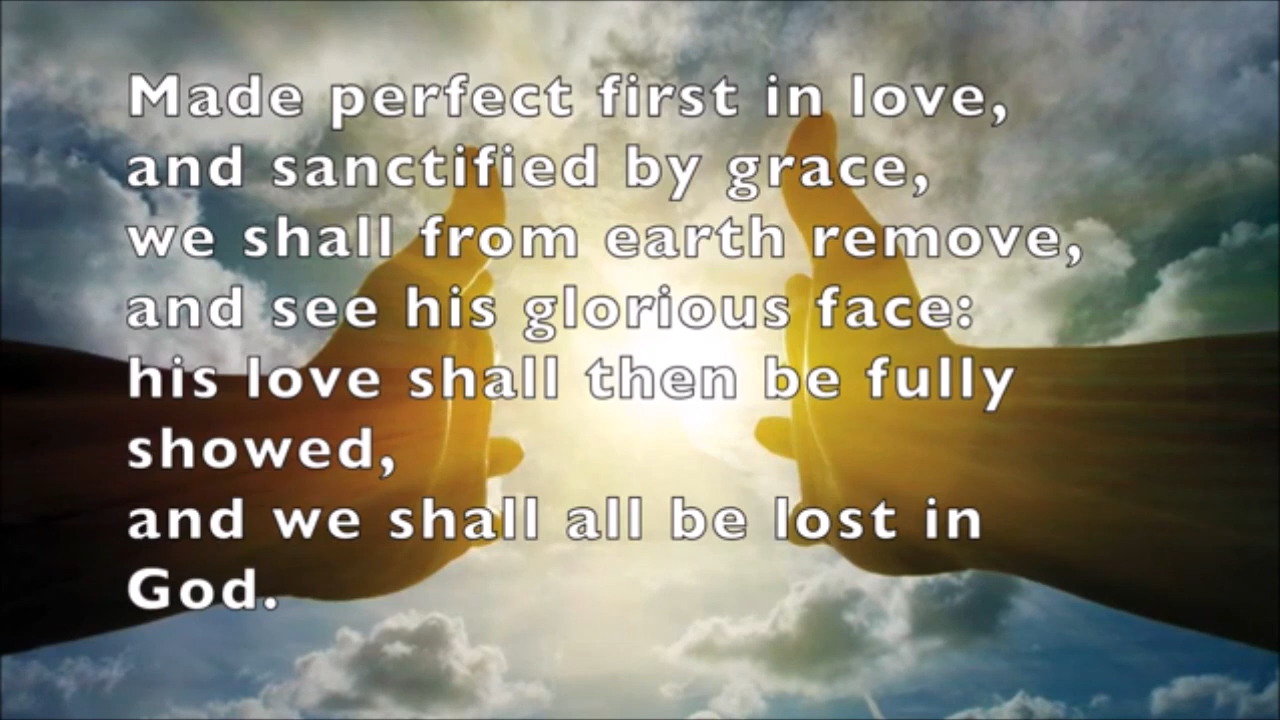 Made perfect first in love,
and sanctified by grace,
we shall from earth remove,
and see his glorious face:
his love shall then be fully
showed,
and we shall all be lost in
God.